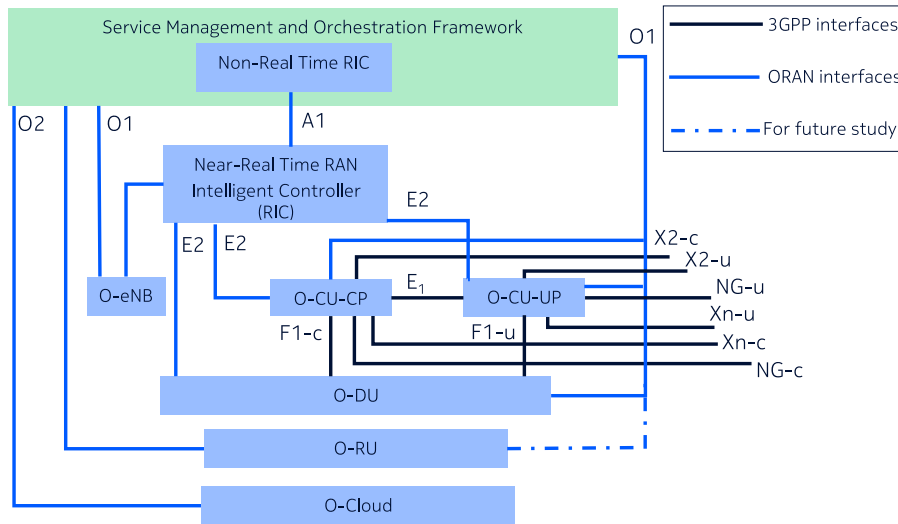 Service Management and Orchestration Framework
O1
3GPP interfaces
Non-Real Time RIC
ORAN interfaces
O2
O1
A1
For future study
Near-Real Time RAN
Intelligent Controller
(RIC)
E2
E2
E2
X2-c
X2-u
O-eNB
O-CU-CP
E1
O-CU-UP
NG-u
Xn-u
F1-c
F1-u
Xn-c
NG-c
O-DU
O-RU
O-Cloud